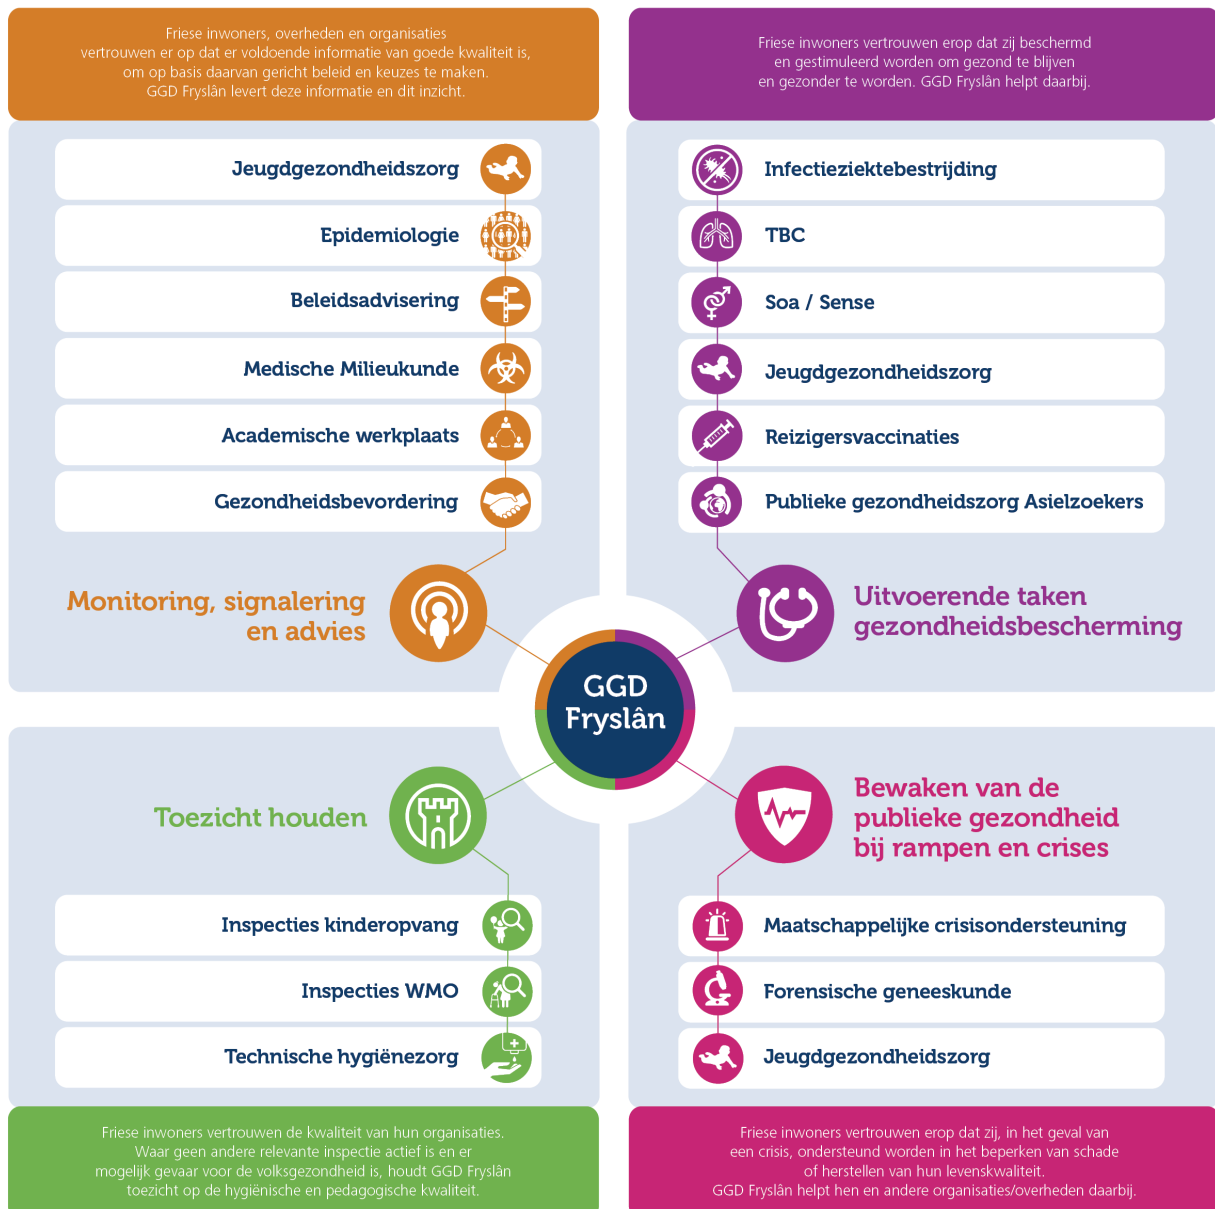 Friese inwoners, overheden en organisaties
vertrouwen er op dat er voldoende informatie van goede kwaliteit is,
om op basis daarvan gericht beleid en keuzes te maken.
GGD Fryslân levert deze informatie en dit inzicht.
Jeugdgezondheidszorg
Epidemiologie
Beleidsadvisering
Medische Milieukunde
Academische werkplaats
Gezondheidsbevordering
Monitoring, signalering
en advies
Friese inwoners vertrouwen erop dat zij beschermd
en gestimuleerd worden om gezond te blijven
en gezonder te worden. GGD Fryslân helpt daarbij.
Infectieziektebestrijding
TBC
Soa / Sense
Jeugdgezondheidszorg
Reizigersvaccinaties
Publieke gezondheidszorg Asielzoekers
Uitvoerende taken
gezondheidsbescherming
GGD
Fryslân
Toezicht houden
Inspecties kinderopvang
Inspecties WMO
Technische hygiënezorg
Friese inwoners vertrouwen de kwaliteit van hun organisaties.
Waar geen andere relevante inspectie actief is en er
mogelijk gevaar voor de volksgezondheid is, houdt GGD Fryslân
toezicht op de hygiënische en pedagogische kwaliteit.
Bewaken van de
publieke gezondheid
bij rampen en crises
Maatschappelijke crisisondersteuning
Forensische geneeskunde
Jeugdgezondheidszorg
Friese inwoners vertrouwen erop dat zij, in het geval van
een crisis, ondersteund worden in het beperken van schade
of herstellen van hun levenskwaliteit.
GGD Fryslân helpt hen en andere organisaties/overheden daarbij.